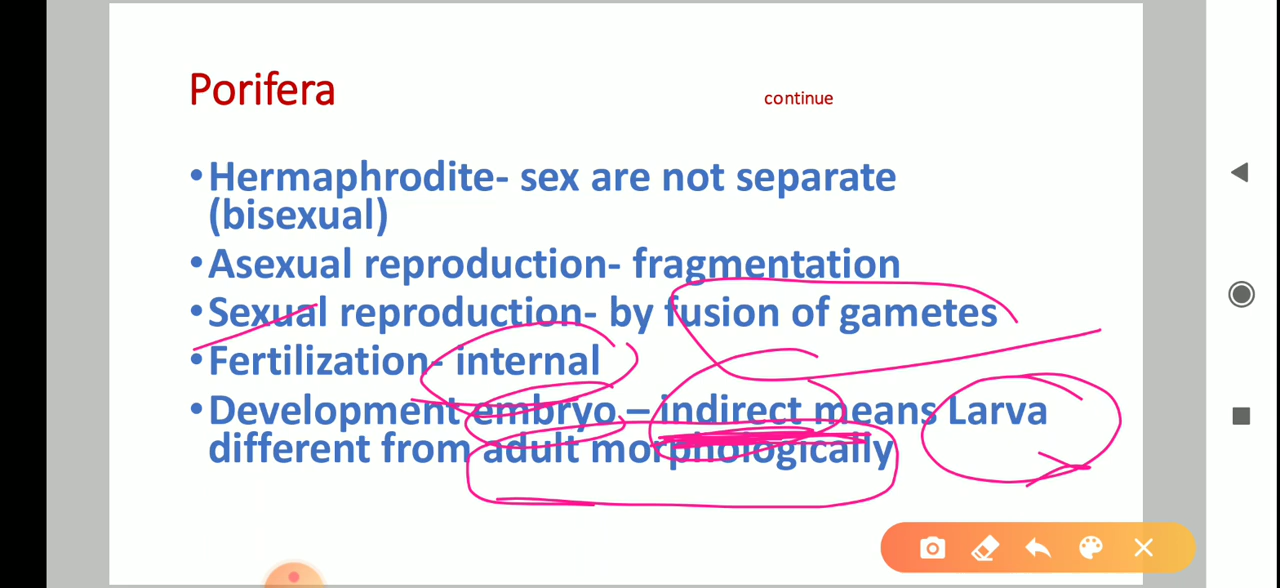 Porifera
continue
•Hermaphrodite- sex are not separate
(bisexual)
•Asexual reproduction- fragmentation
•Sexual reproduction- by fusion of gametes
•Fertilization- internal
•Development embryo – indirect means Larva
different from adult morphologically